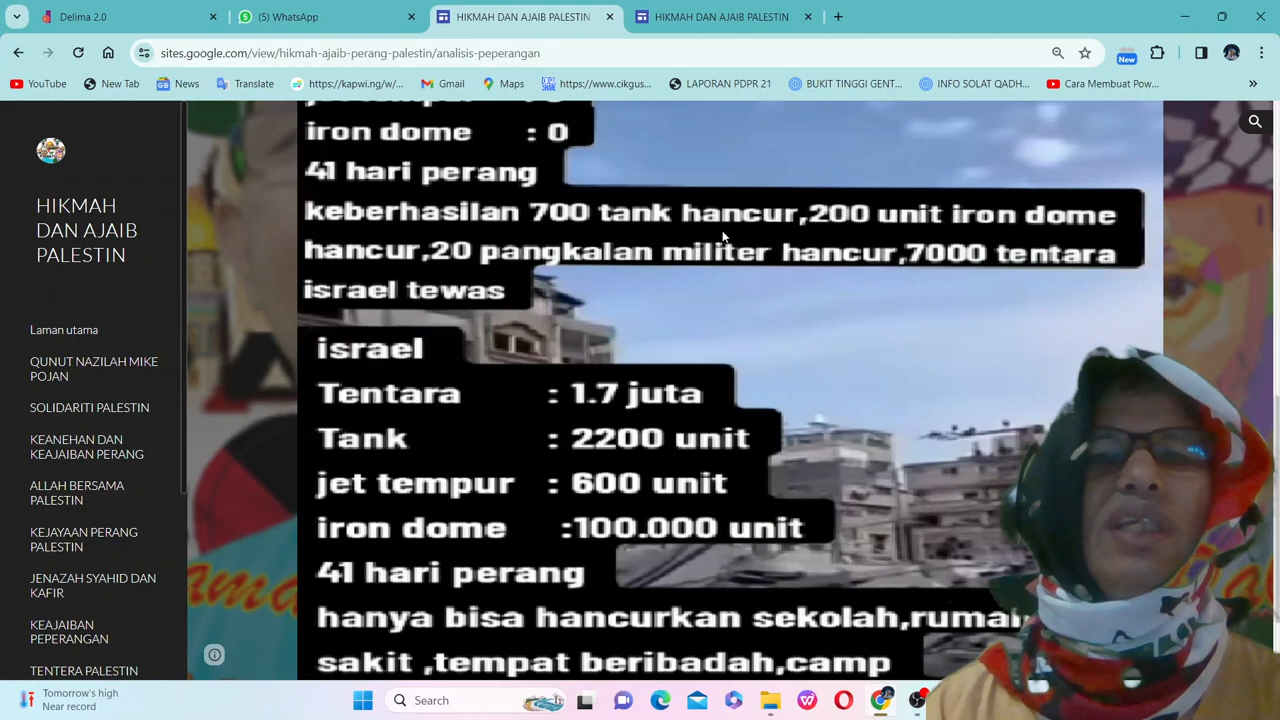 Delima 2.0
(5) WhatsApp
HIKMAH DAN AJAIB PALESTIN
HIKMAH DAN AJAIB PALESTIN
sites.google.com/view/hikmah-ajaib-perang-palestin/analisis-peperangan
New
YouTube
New Tab
News
Translate
https://kapwi.ng/w/...
Gmail
Maps
https://www.cikgus...
LAPORAN PDPR 21
BUKIT TINGGI GENT...
INFO SOLAT QADH...
Cara Membuat Pow...
HIKMAH
DAN AJAIB
PALESTIN
Laman utama
QUNUT NAZILAH MIKE
POJAN
SOLIDARITI PALESTIN
KEANEHAN DAN
KEAJAIBAN PERANG
ALLAH BERSAMA
PALESTIN
KEJAYAAN PERANG
PALESTIN
JENAZAH SYAHID DAN
KAFIR
KEAJAIBAN
PEPERANGAN
TENTERA PALESTIN
iron dome : 0
41 hari perang
keberhasilan 700 tank hancur,200 unit iron dome
hancur,20 pangkalan militer hancur,7000 tentara
israel tewas
israel
Tentara : 1.7 juta
Tank : 2200 unit
jet tempur : 600 unit
iron dome :100.000 unit
41 hari perang
hanya bisa hancurkan sekolah,rumah
sakit ,tempat beribadah,camp
Tomorrow's high
Near record
Search